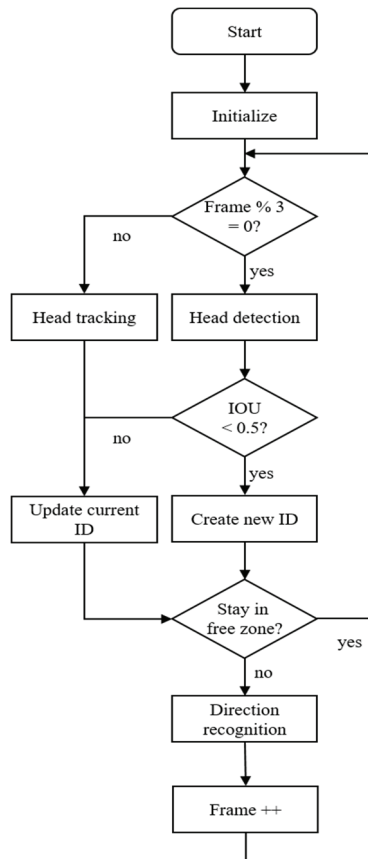 Start
Initialize
Frame % 3
= 0?
no
yes
Head tracking
Head detection
IOU
< 0.5?
no
yes
Update current
ID
Create new ID
Stay in
free zone?
yes
no
Direction
recognition
Frame ++